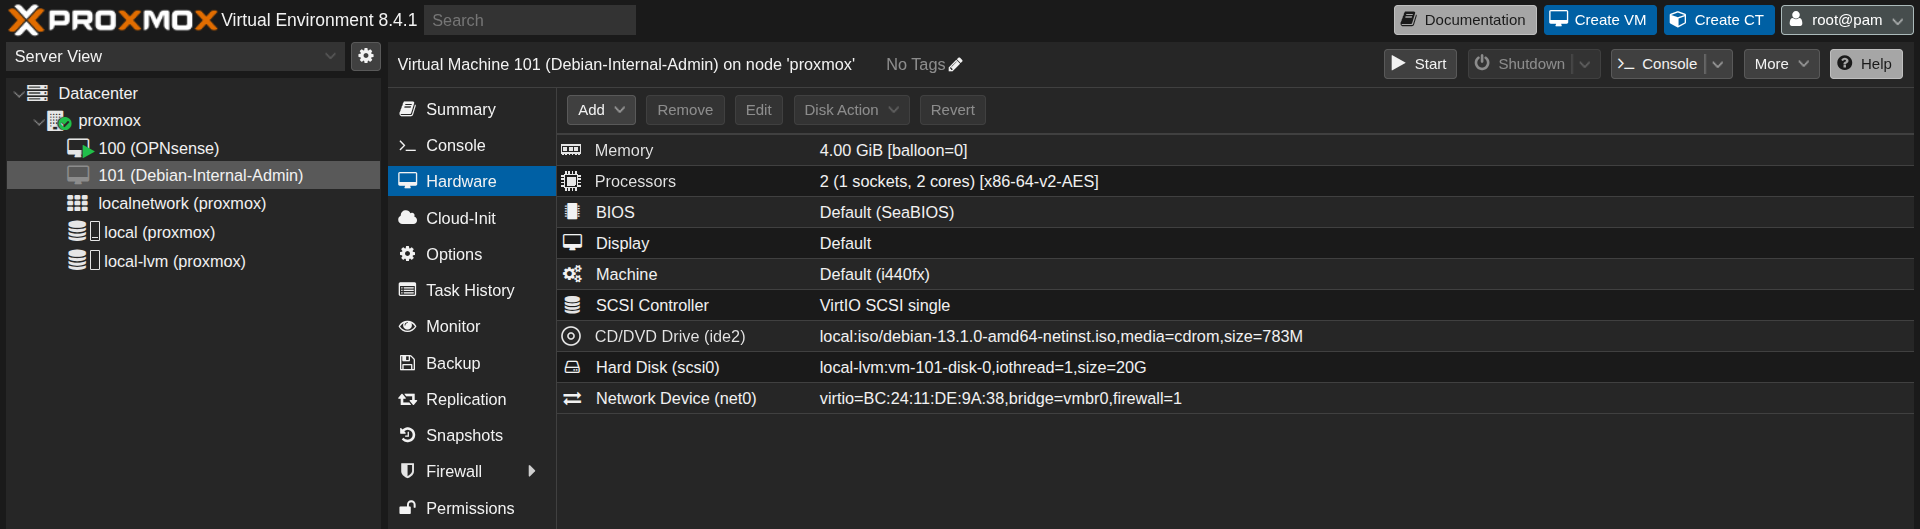 PROXMOX Virtual Environment 8.4.1 Search Documentation Create VM Create CT root@pam
Server View
Virtual Machine 101 (Debian-Internal-Admin) on node 'proxmox' No Tags Start Shutdown Console More Help
Datacenter
proxmox
100 (OPNsense)
101 (Debian-Internal-Admin)
localnetwork (proxmox)
local (proxmox)
local-lvm (proxmox)
Summary
Console
Hardware
Cloud-Init
Options
Task History
Monitor
Backup
Replication
Snapshots
Firewall
Permissions
Add Remove Edit Disk Action Revert
Memory 4.00 GiB [balloon=0]
Processors 2 (1 sockets, 2 cores) [x86-64-v2-AES]
BIOS Default (SeaBIOS)
Display Default
Machine Default (i440fx)
SCSI Controller VirtIO SCSI single
CD/DVD Drive (ide2) local:iso/debian-13.1.0-amd64-netinst.iso,media=cdrom,size=783M
Hard Disk (scsi0) local-lvm:vm-101-disk-0,iothread=1,size=20G
Network Device (net0) virtio=BC:24:11:DE:9A:38,bridge=vmbr0,firewall=1